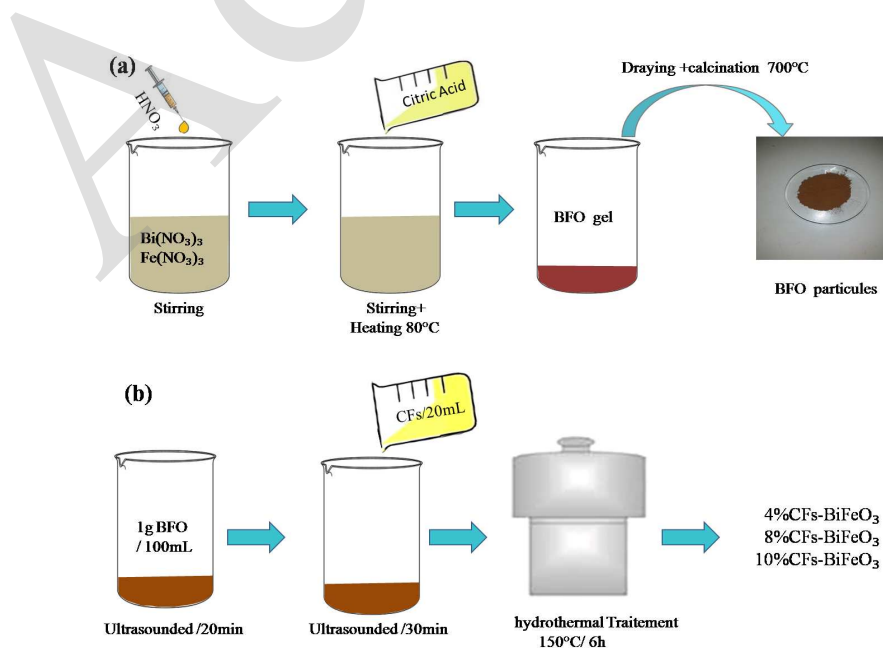 (a)
HNO₃
Citric Acid
Draying +calcination 700°C
Bi(NO₃)₃
Fe(NO₃)₃
BFO gel
Stirring
Stirring+
Heating 80°C
BFO particules
(b)
CFs/20mL
1g BFO
/ 100mL
4%CFs-BiFeO₃
8%CFs-BiFeO₃
10%CFs-BiFeO₃
Ultrasounded /20min
Ultrasounded /30min
hydrothermal Traitement
150°C/ 6h